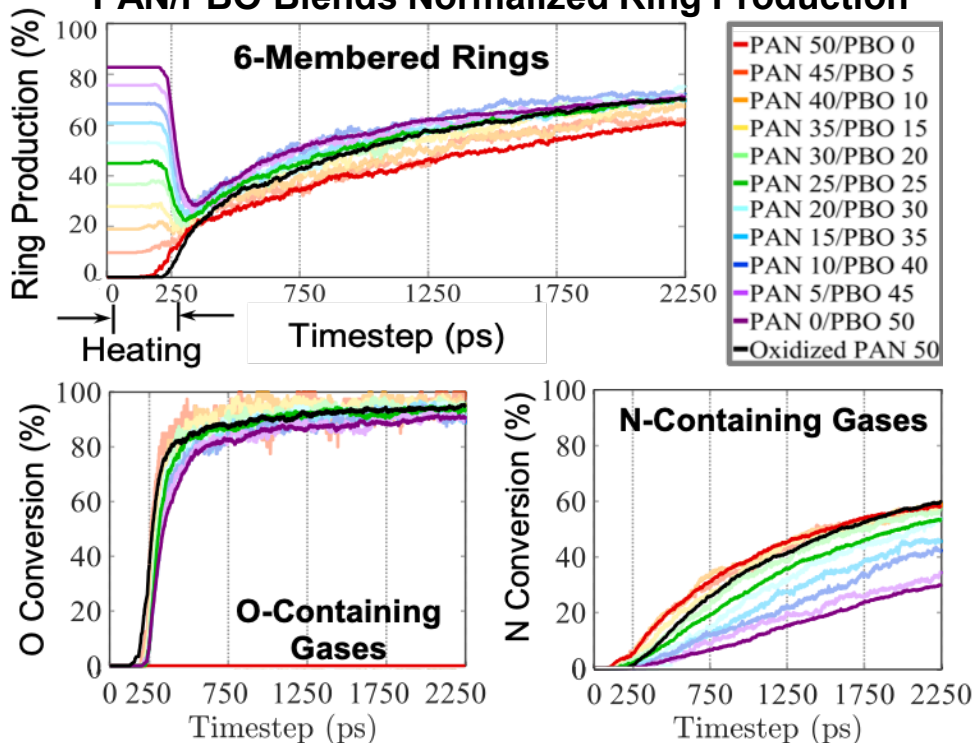 PAN/PBO Blends Normalized Ring Production
Ring Production (%)
80
60
40
20
0
6-Membered Rings
0 250 750 1250 1750 2250
Heating
Timestep (ps)
PAN 50/PBO 0
PAN 45/PBO 5
PAN 40/PBO 10
PAN 35/PBO 15
PAN 30/PBO 20
PAN 25/PBO 25
PAN 20/PBO 30
PAN 15/PBO 35
PAN 10/PBO 40
PAN 5/PBO 45
PAN 0/PBO 50
Oxidized PAN 50
O Conversion (%)
100
80
60
40
20
0
O-Containing
Gases
0 250 750 1250 1750 2250
Timestep (ps)
N Conversion (%)
100
80
60
40
20
0
N-Containing Gases
0 250 750 1250 1750 2250
Timestep (ps)